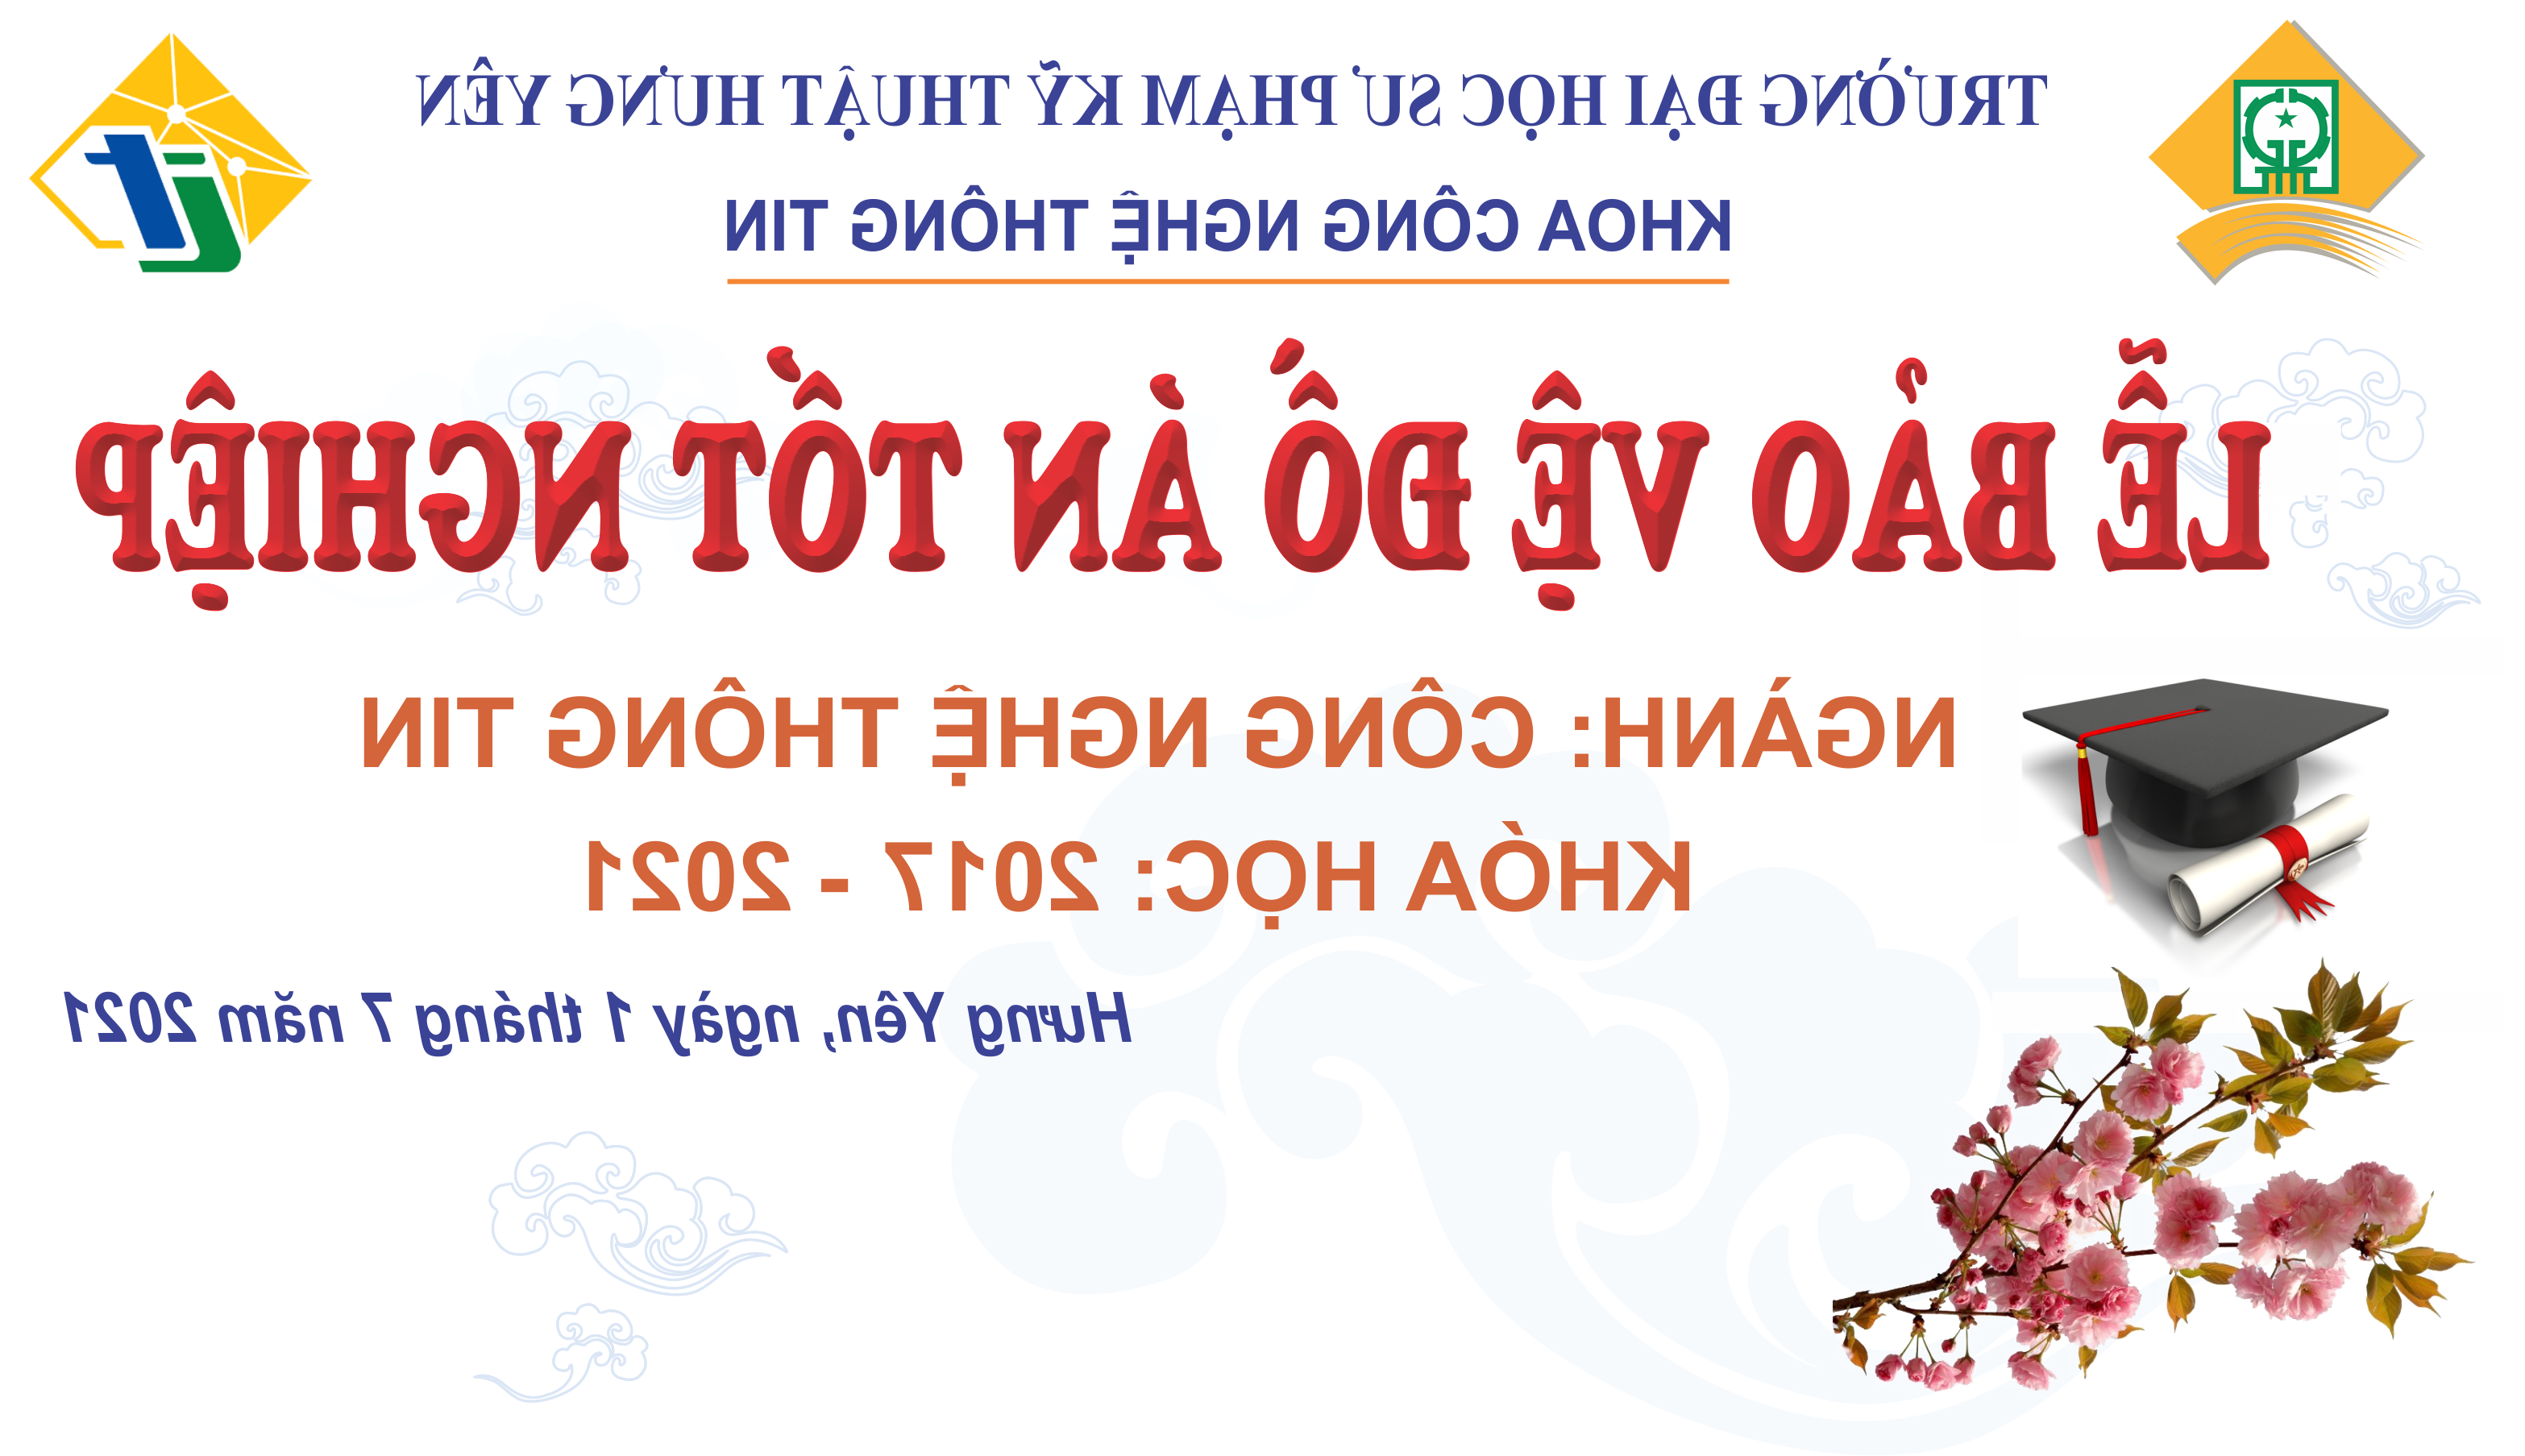 TRƯỜNG ĐẠI HỌC SƯ PHẠM KỸ THUẬT HƯNG YÊN
KHOA CÔNG NGHỆ THÔNG TIN
LỄ BẢO VỆ ĐỒ ÁN TỐT NGHIỆP
NGÀNH: CÔNG NGHỆ THÔNG TIN
KHÓA HỌC: 2017 - 2021
Hưng Yên, ngày 1 tháng 7 năm 2021